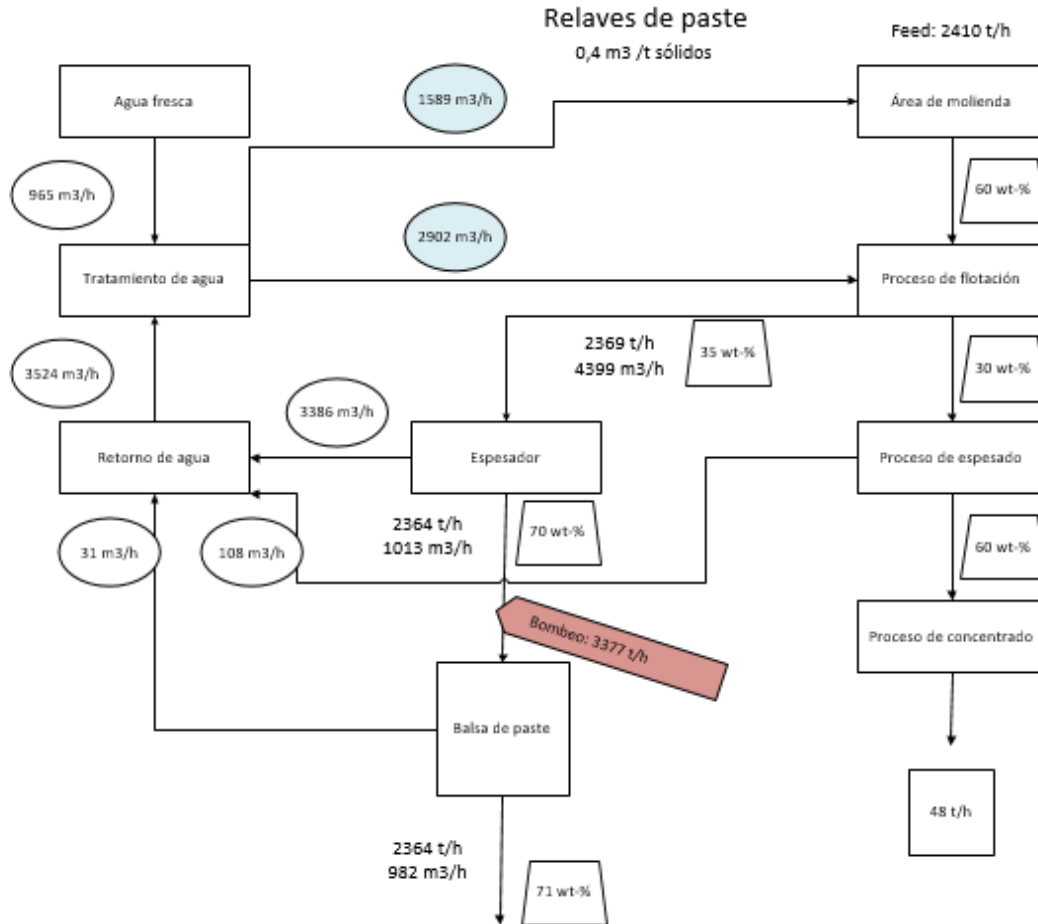 Relaves de paste
0,4 m3 /t sólidos
Feed: 2410 t/h
Agua fresca
1589 m3/h
Área de molienda
965 m3/h
60 wt-%
2902 m3/h
Tratamiento de agua
Proceso de flotación
2369 t/h
4399 m3/h
35 wt-%
3524 m3/h
30 wt-%
3386 m3/h
Retorno de agua
Espesador
Proceso de espesado
2364 t/h
1013 m3/h
70 wt-%
31 m3/h
108 m3/h
60 wt-%
Bombeo: 3377 t/h
Proceso de concentrado
Balsa de paste
48 t/h
2364 t/h
982 m3/h
71 wt-%